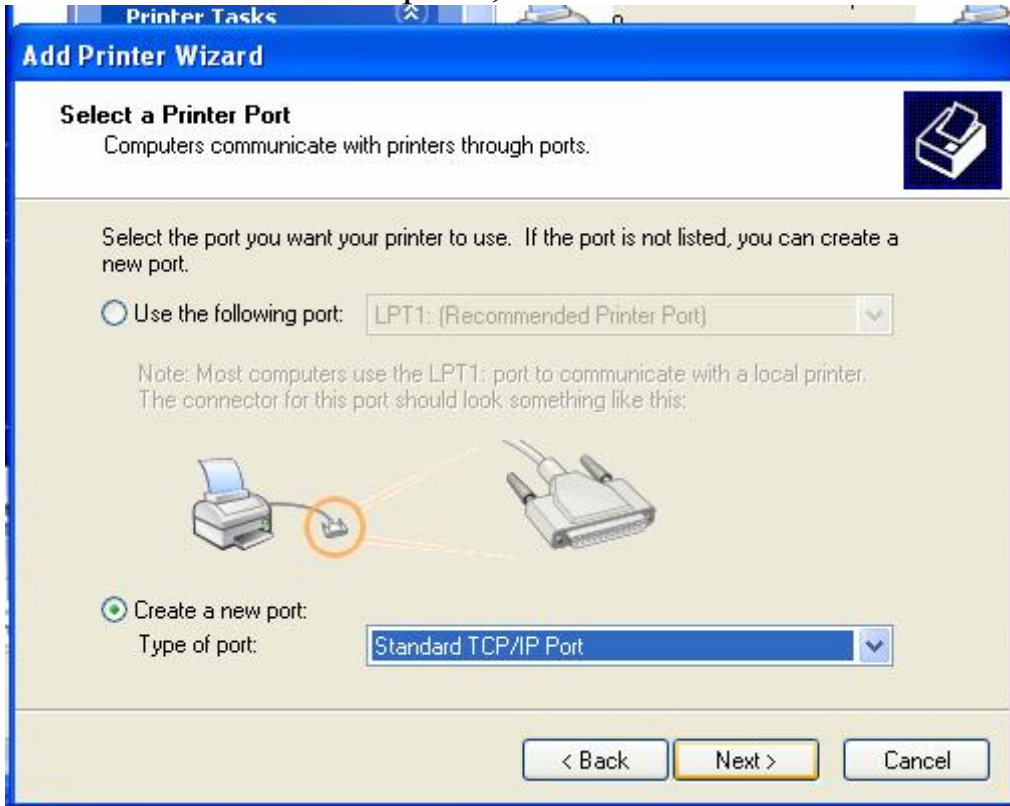 Printer Tasks
Add Printer Wizard
Select a Printer Port
Computers communicate with printers through ports.
Select the port you want your printer to use. If the port is not listed, you can create a
new port.
Use the following port: LPT1: (Recommended Printer Port)
Note: Most computers use the LPT1: port to communicate with a local printer.
The connector for this port should look something like this:
Create a new port:
Type of port: Standard TCP/IP Port
< Back Next > Cancel